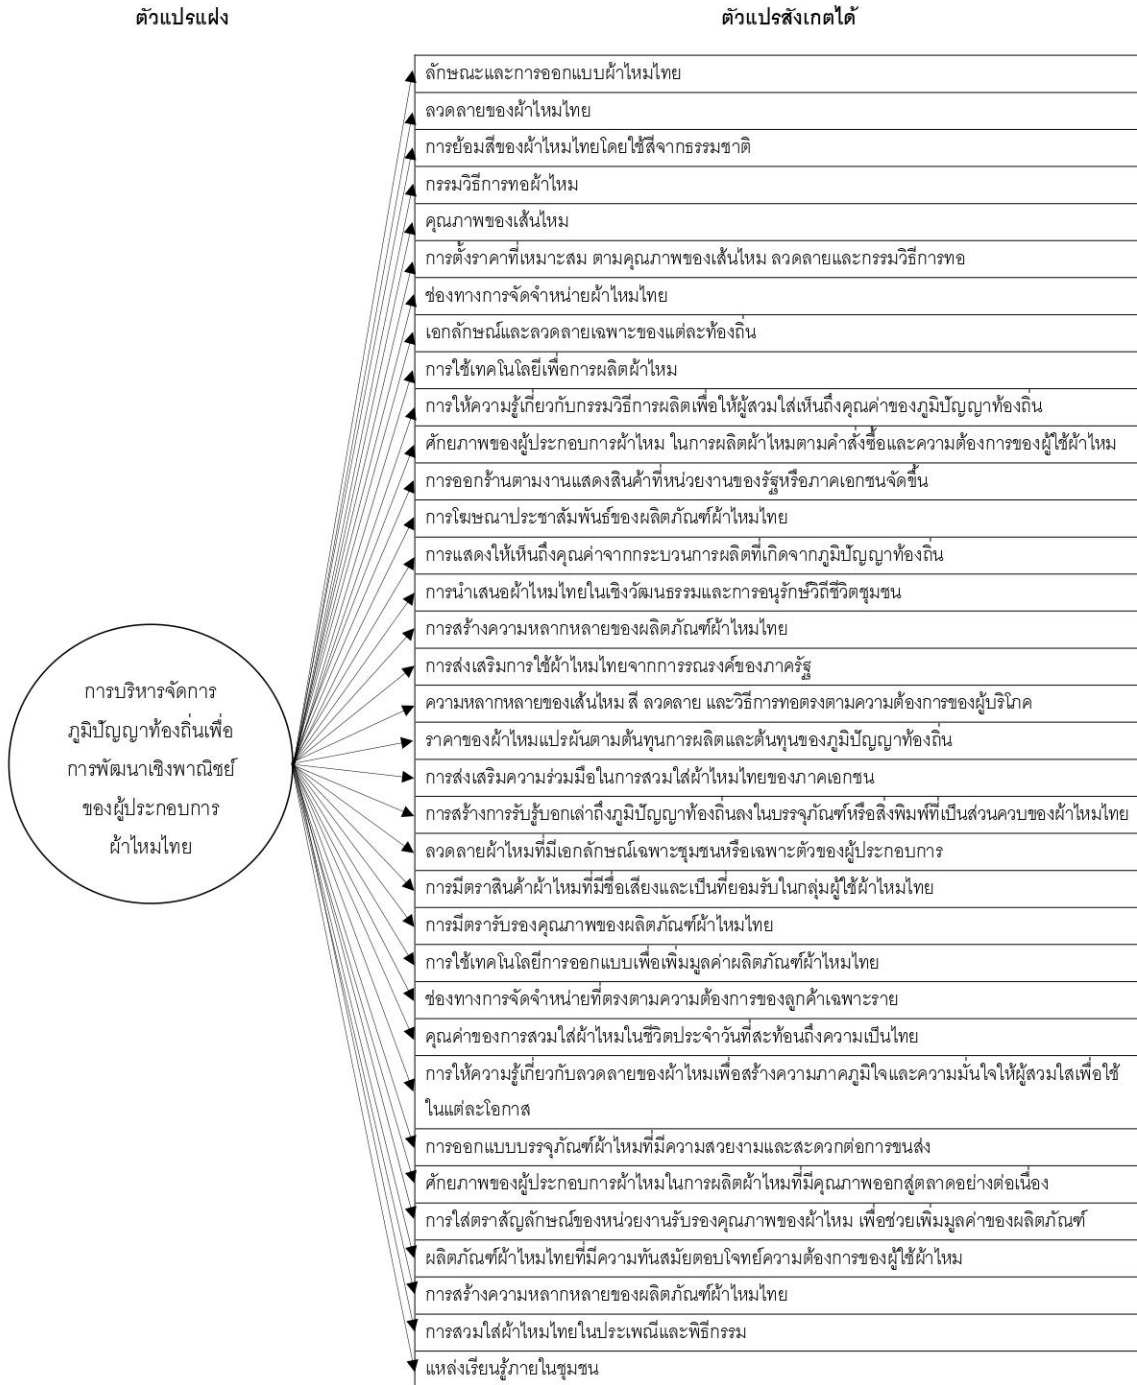 ตัวแปรแฝง
ตัวแปรสังเกตได้
ลักษณะและการออกแบบผ้าไหมไทย
ลวดลายของผ้าไหมไทย
การย้อมสีของผ้าไหมไทยโดยใช้สีจากธรรมชาติ
กรรมวิธีการทอผ้าไหม
คุณภาพของเส้นไหม
การตั้งราคาที่เหมาะสม ตามคุณภาพของเส้นไหม ลวดลายและกรรมวิธีการทอ
ช่องทางการจัดจำหน่ายผ้าไหมไทย
เอกลักษณ์และลวดลายเฉพาะของแต่ละท้องถิ่น
การใช้เทคโนโลยีเพื่อการผลิตผ้าไหม
การให้ความรู้เกี่ยวกับกรรมวิธีการผลิตเพื่อให้ผู้สวมใส่เห็นถึงคุณค่าของภูมิปัญญาท้องถิ่น
ศักยภาพของผู้ประกอบการผ้าไหม ในการผลิตผ้าไหมตามคำสั่งซื้อและความต้องการของผู้ใช้ผ้าไหม
การออกร้านตามงานแสดงสินค้าที่หน่วยงานของรัฐหรือภาคเอกชนจัดขึ้น
การโฆษณาประชาสัมพันธ์ของผลิตภัณฑ์ผ้าไหมไทย
การแสดงให้เห็นถึงคุณค่าจากกระบวนการผลิตที่เกิดจากภูมิปัญญาท้องถิ่น
การนำเสนอผ้าไหมไทยในเชิงวัฒนธรรมและการอนุรักษ์วิถีชีวิตชุมชน
การสร้างความหลากหลายของผลิตภัณฑ์ผ้าไหมไทย
การส่งเสริมการใช้ผ้าไหมไทยจากการรณรงค์ของภาครัฐ
ความหลากหลายของเส้นไหม สี ลวดลาย และวิธีการทอตรงตามความต้องการของผู้บริโภค
ราคาของผ้าไหมแปรผันตามต้นทุนการผลิตและต้นทุนของภูมิปัญญาท้องถิ่น
การส่งเสริมความร่วมมือในการสวมใส่ผ้าไหมไทยของภาคเอกชน
การสร้างการรับรู้บอกเล่าถึงภูมิปัญญาท้องถิ่นลงในบรรจุภัณฑ์หรือสิ่งพิมพ์ที่เป็นส่วนควบของผ้าไหมไทย
ลวดลายผ้าไหมที่มีเอกลักษณ์เฉพาะชุมชนหรือเฉพาะตัวของผู้ประกอบการ
การมีตราสินค้าผ้าไหมที่มีชื่อเสียงและเป็นที่ยอมรับในกลุ่มผู้ใช้ผ้าไหมไทย
การมีตรารับรองคุณภาพของผลิตภัณฑ์ผ้าไหมไทย
การใช้เทคโนโลยีการออกแบบเพื่อเพิ่มมูลค่าผลิตภัณฑ์ผ้าไหมไทย
ช่องทางการจัดจำหน่ายที่ตรงตามความต้องการของลูกค้าเฉพาะราย
คุณค่าของการสวมใส่ผ้าไหมในชีวิตประจำวันที่สะท้อนถึงความเป็นไทย
การให้ความรู้เกี่ยวกับลวดลายของผ้าไหมเพื่อสร้างความภาคภูมิใจและความมั่นใจให้ผู้สวมใสเพื่อใช้
ในแต่ละโอกาส
การออกแบบบรรจุภัณฑ์ผ้าไหมที่มีความสวยงามและสะดวกต่อการขนส่ง
ศักยภาพของผู้ประกอบการผ้าไหมในการผลิตผ้าไหมที่มีคุณภาพออกสู่ตลาดอย่างต่อเนื่อง
การใส่ตราสัญลักษณ์ของหน่วยงานรับรองคุณภาพของผ้าไหม เพื่อช่วยเพิ่มมูลค่าของผลิตภัณฑ์
ผลิตภัณฑ์ผ้าไหมไทยที่มีความทันสมัยตอบโจทย์ความต้องการของผู้ใช้ผ้าไหม
การสร้างความหลากหลายของผลิตภัณฑ์ผ้าไหมไทย
การสวมใส่ผ้าไหมไทยในประเพณีและพิธีกรรม
แหล่งเรียนรู้ภายในชุมชน
การบริหารจัดการ
ภูมิปัญญาท้องถิ่นเพื่อ
การพัฒนาเชิงพาณิชย์
ของผู้ประกอบการ
ผ้าไหมไทย